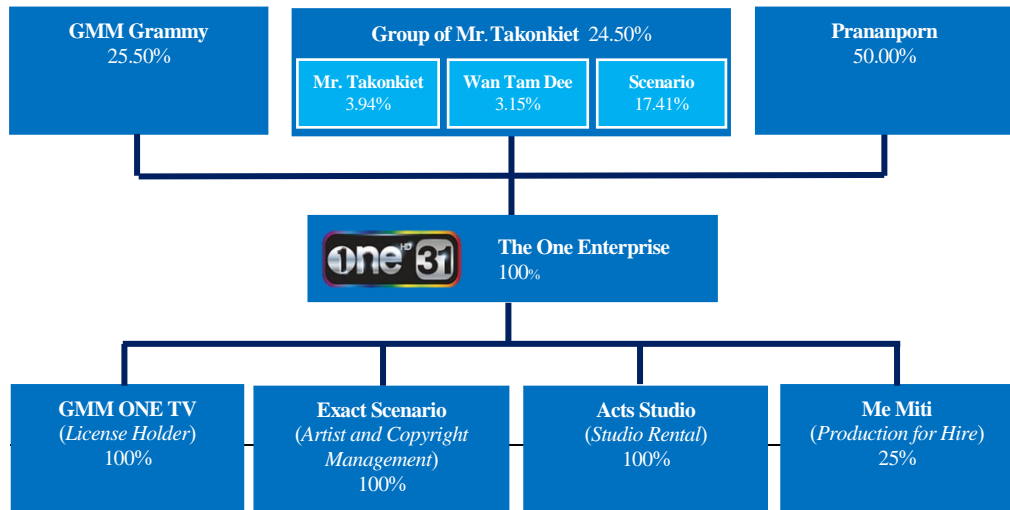 GMM Grammy
25.50%
Group of Mr. Takonkiet 24.50%
Mr. Takonkiet
3.94%
Wan Tam Dee
3.15%
Scenario
17.41%
Prananporn
50.00%
one HD 31
The One Enterprise
100%
GMM ONE TV
(License Holder)
100%
Exact Scenario
(Artist and Copyright
Management)
100%
Acts Studio
(Studio Rental)
100%
Me Miti
(Production for Hire)
25%